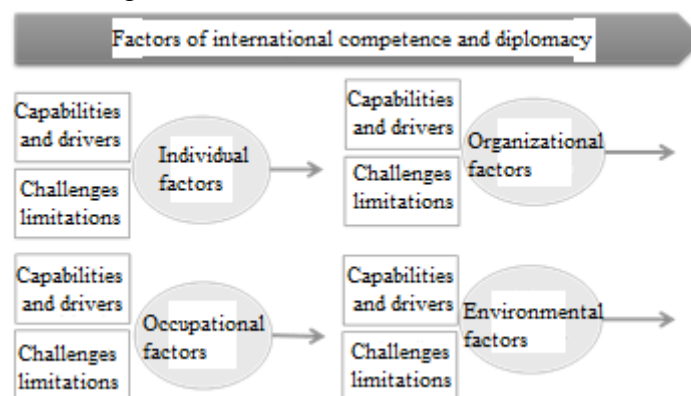 Factors of international competence and diplomacy
Capabilities
and drivers
Challenges
limitations
Individual
factors
Capabilities
and drivers
Challenges
limitations
Organizational
factors
Capabilities
and drivers
Challenges
limitations
Occupational
factors
Capabilities
and drivers
Challenges
limitations
Environmental
factors